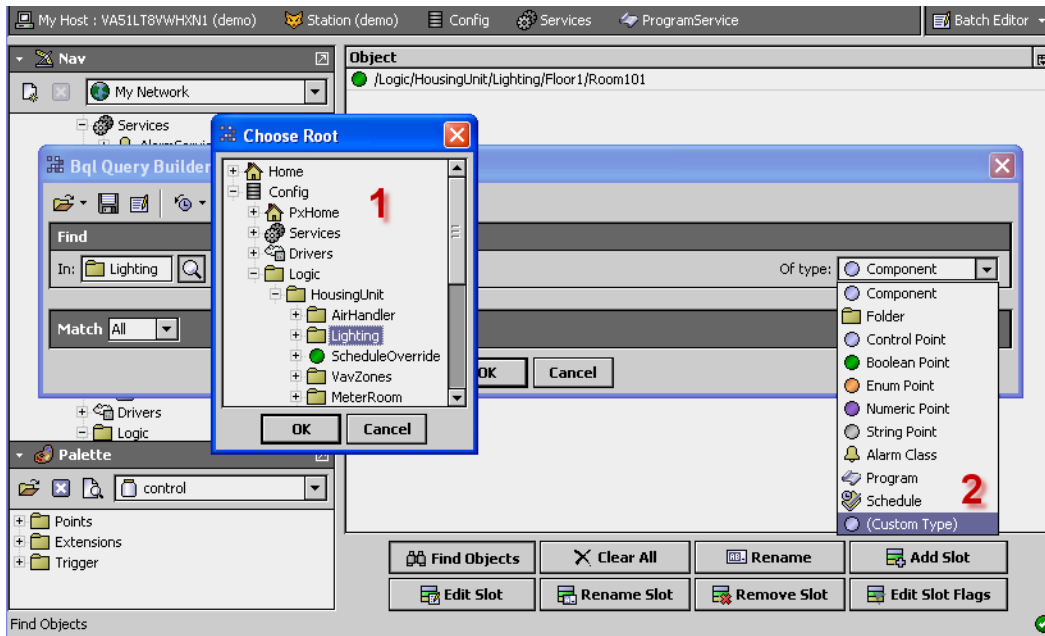 My Host : VA51LT8VWHXN1 (demo) Station (demo) Config Services ProgramService Batch Editor
Nav
My Network
Services
Object
/Logic/HousingUnit/Lighting/Floor1/Room101
Bql Query Builder
Find
In: Lighting
Of type: Component
Match All
OK Cancel
Choose Root
Home
Config
PxHome
Services
Drivers
Logic
HousingUnit
AirHandler
Lighting
ScheduleOverride
VavZones
MeterRoom
OK Cancel
1
Component
Folder
Control Point
Boolean Point
Enum Point
Numeric Point
String Point
Alarm Class
Program
Schedule
(Custom Type)
2
Drivers
Logic
Palette
control
Points
Extensions
Trigger
Find Objects Clear All Rename Add Slot
Edit Slot Rename Slot Remove Slot Edit Slot Flags
Find Objects